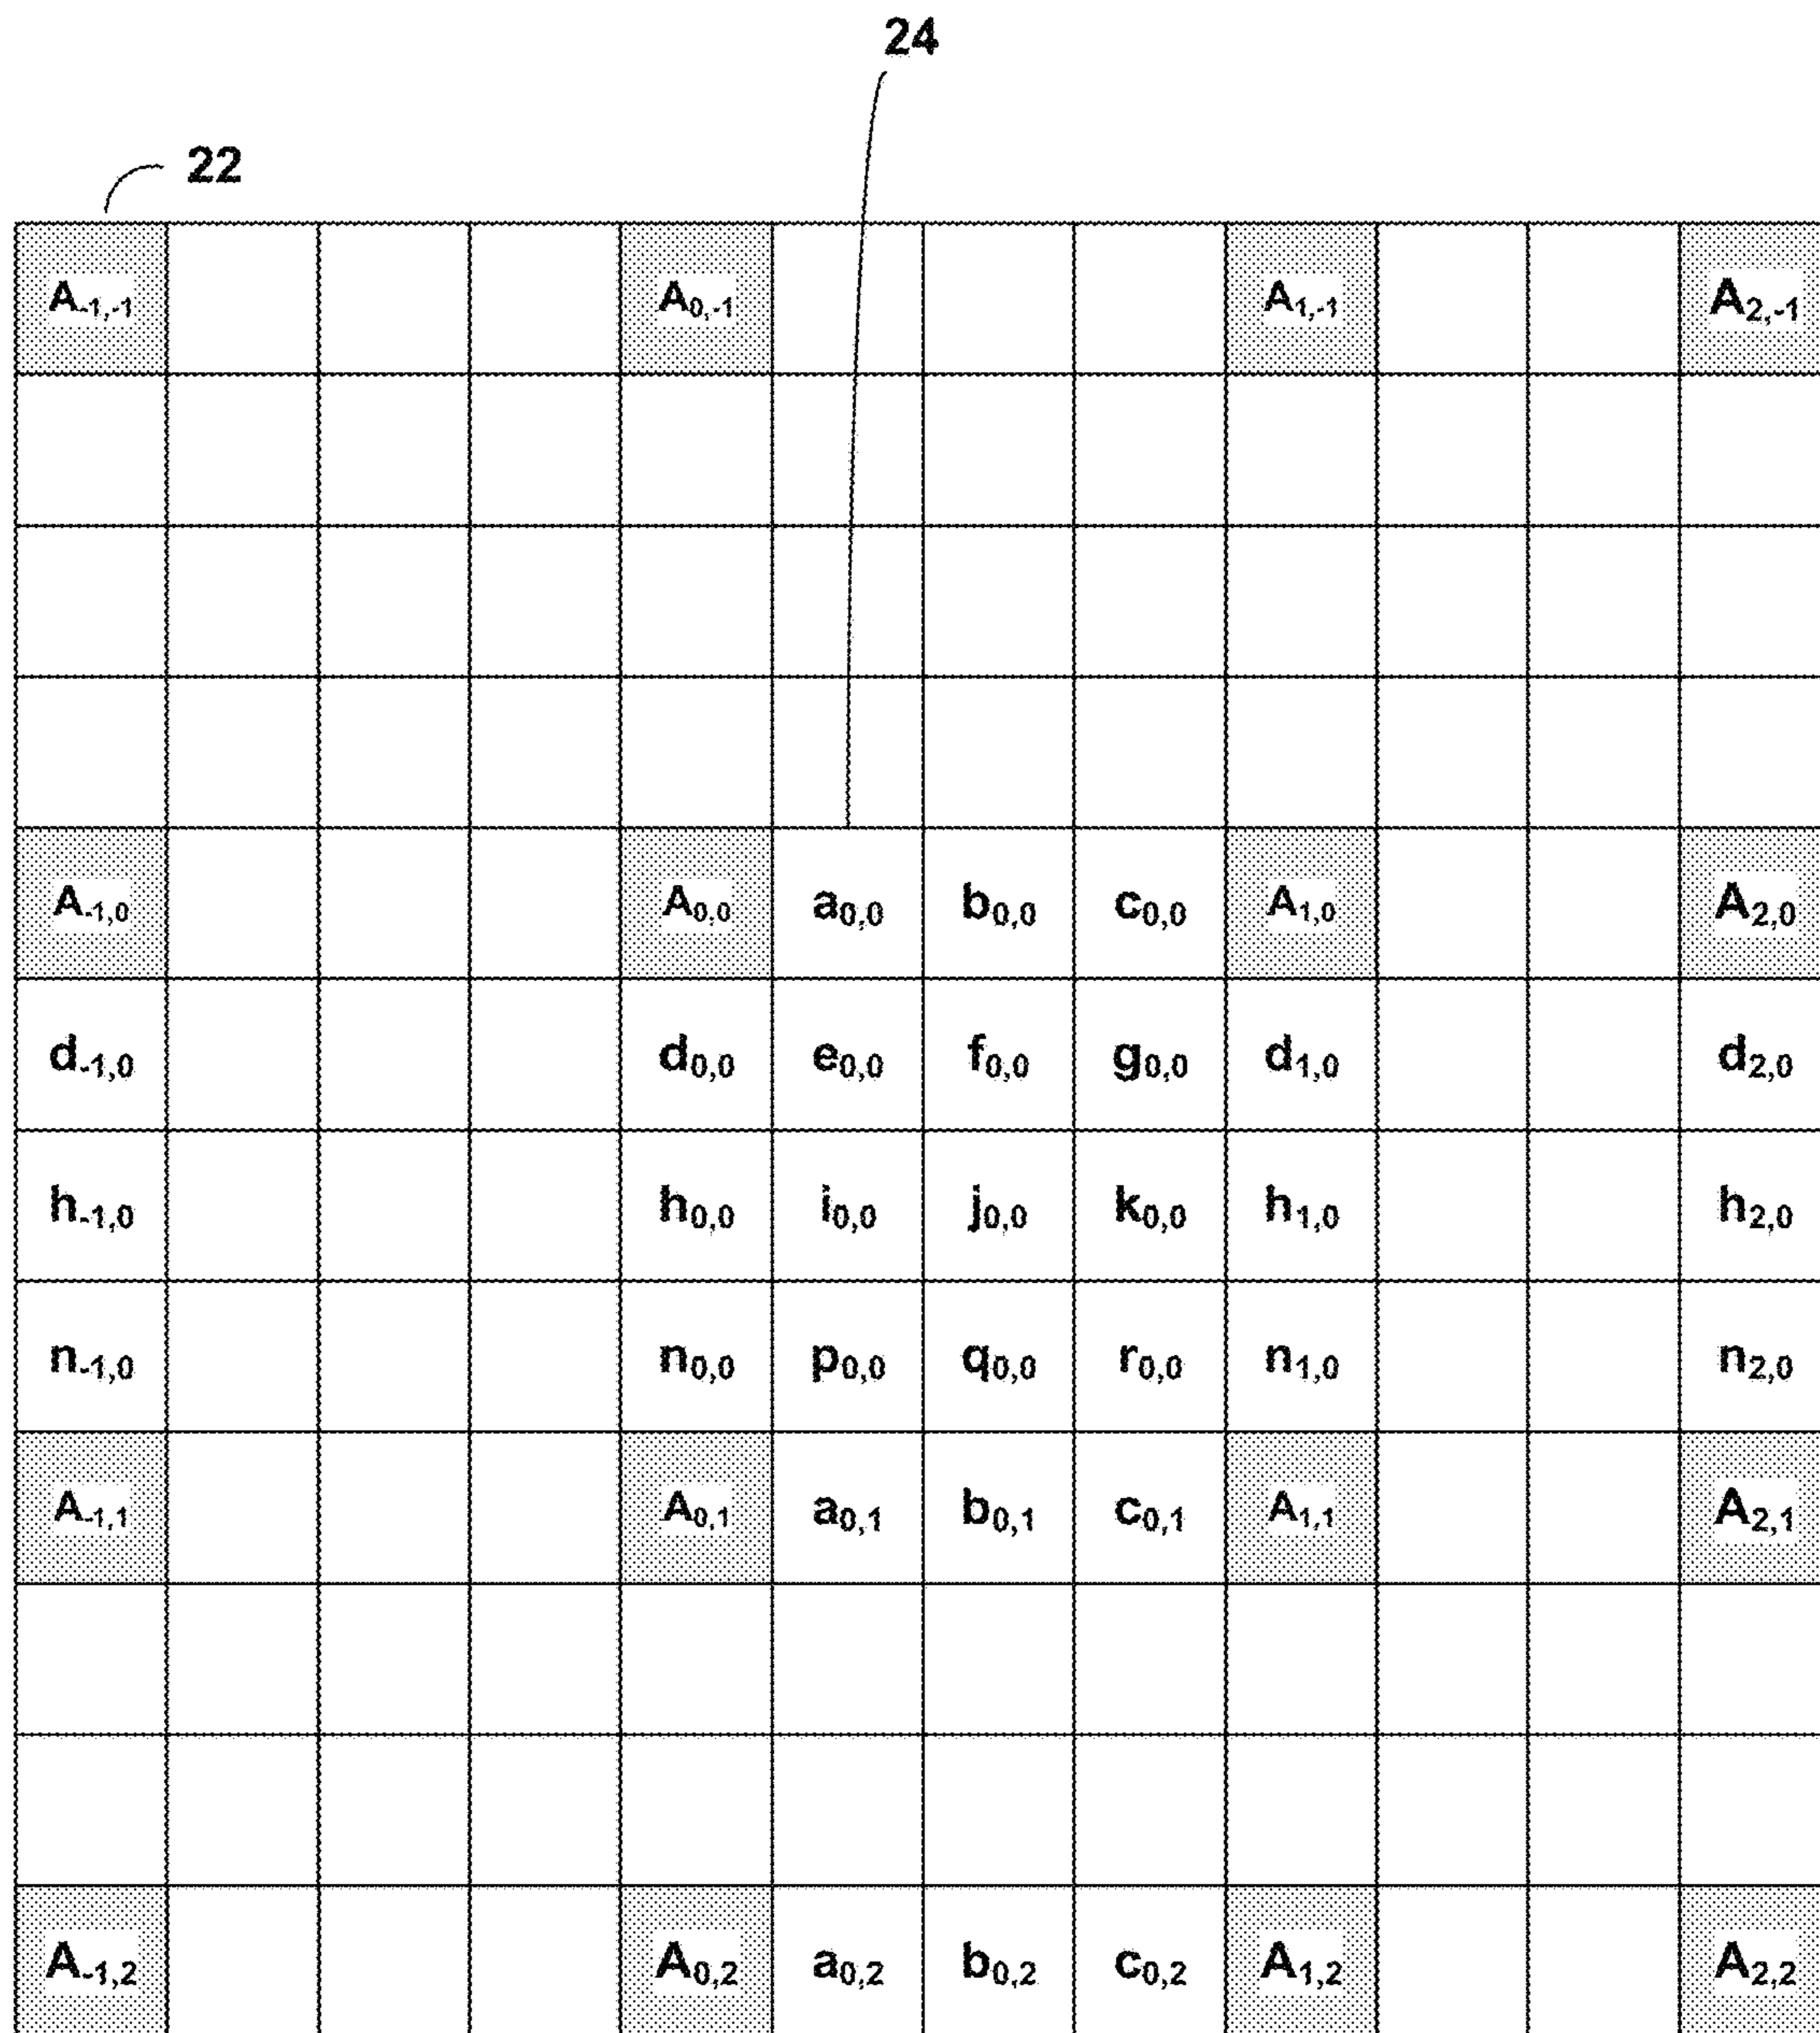 24
22
A-1,-1 A0,-1 A1,-1 A2,-1
A-1,0 A0,0 a0,0 b0,0 c0,0 A1,0 A2,0
d-1,0 d0,0 e0,0 f0,0 g0,0 d1,0 d2,0
h-1,0 h0,0 i0,0 j0,0 k0,0 h1,0 h2,0
n-1,0 n0,0 p0,0 q0,0 r0,0 n1,0 n2,0
A-1,1 A0,1 a0,1 b0,1 c0,1 A1,1 A2,1
A-1,2 A0,2 a0,2 b0,2 c0,2 A1,2 A2,2